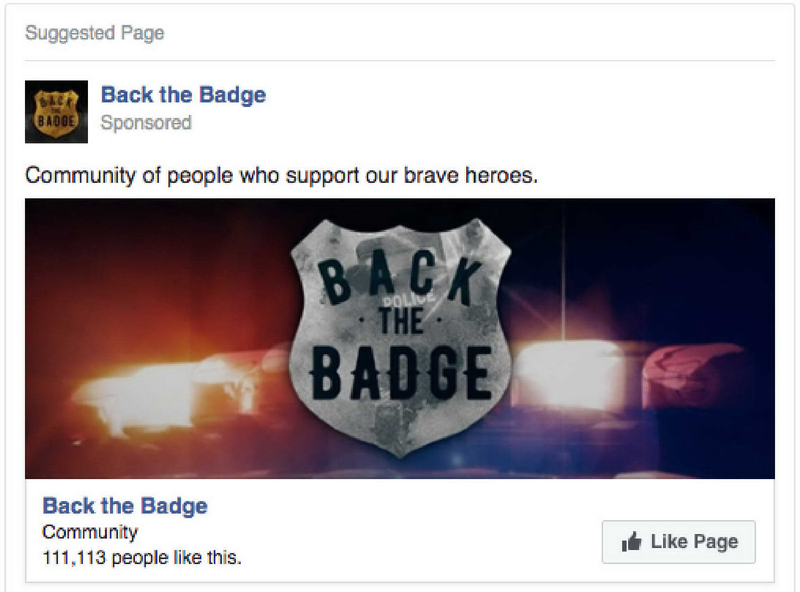 Suggested Page
BACK
THE
BADGE
Back the Badge
Sponsored
Community of people who support our brave heroes.
BACK
POLICE
· THE ·
BADGE
Back the Badge
Community
111,113 people like this.
Like Page